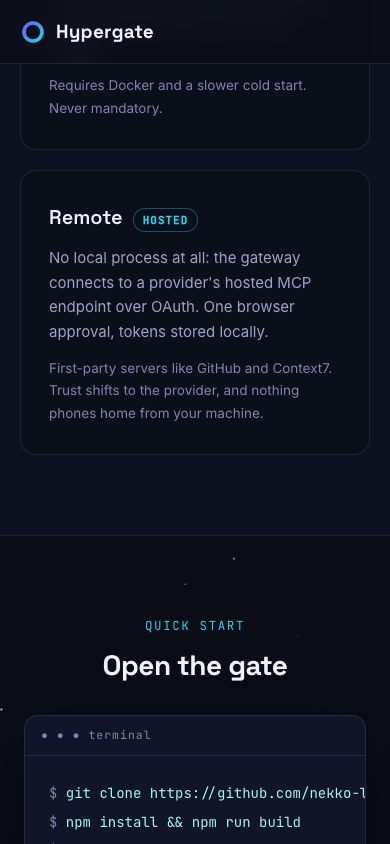 Hypergate
Requires Docker and a slower cold start.
Never mandatory.
Remote HOSTED
No local process at all: the gateway
connects to a provider's hosted MCP
endpoint over OAuth. One browser
approval, tokens stored locally.
First-party servers like GitHub and Context7.
Trust shifts to the provider, and nothing
phones home from your machine.
QUICK START
Open the gate
terminal
$ git clone https://github.com/nekko-l
$ npm install && npm run build